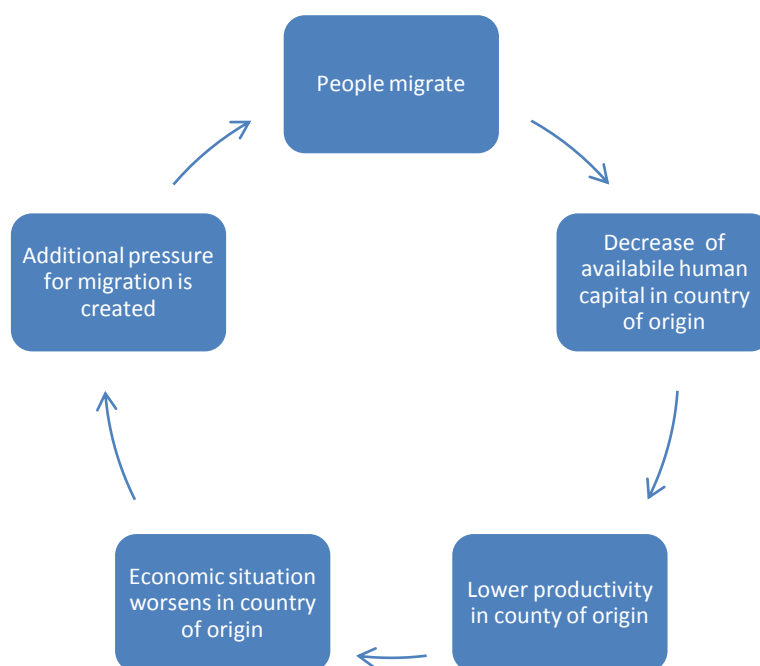 People migrate
Decrease of
availabile human
capital in country
of origin
Lower productivity
in county of origin
Economic situation
worsens in country
of origin
Additional pressure
for migration is
created